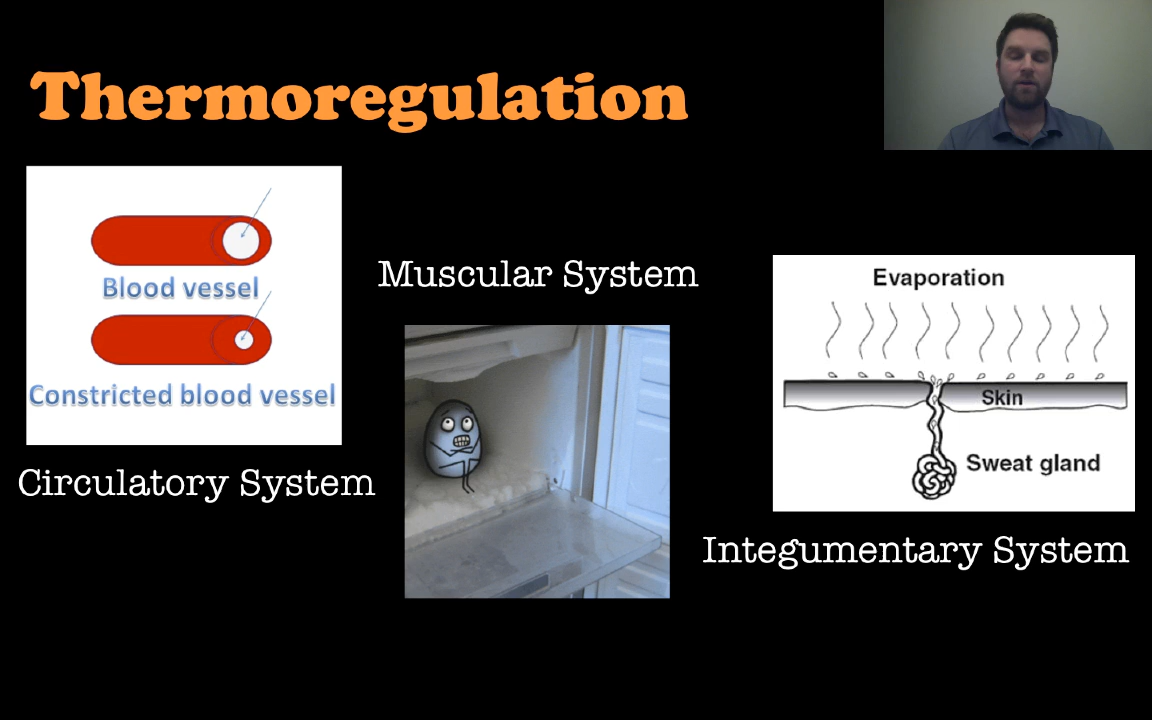 Thermoregulation
Blood vessel
Constricted blood vessel
Circulatory System
Muscular System
Evaporation
Skin
Sweat gland
Integumentary System